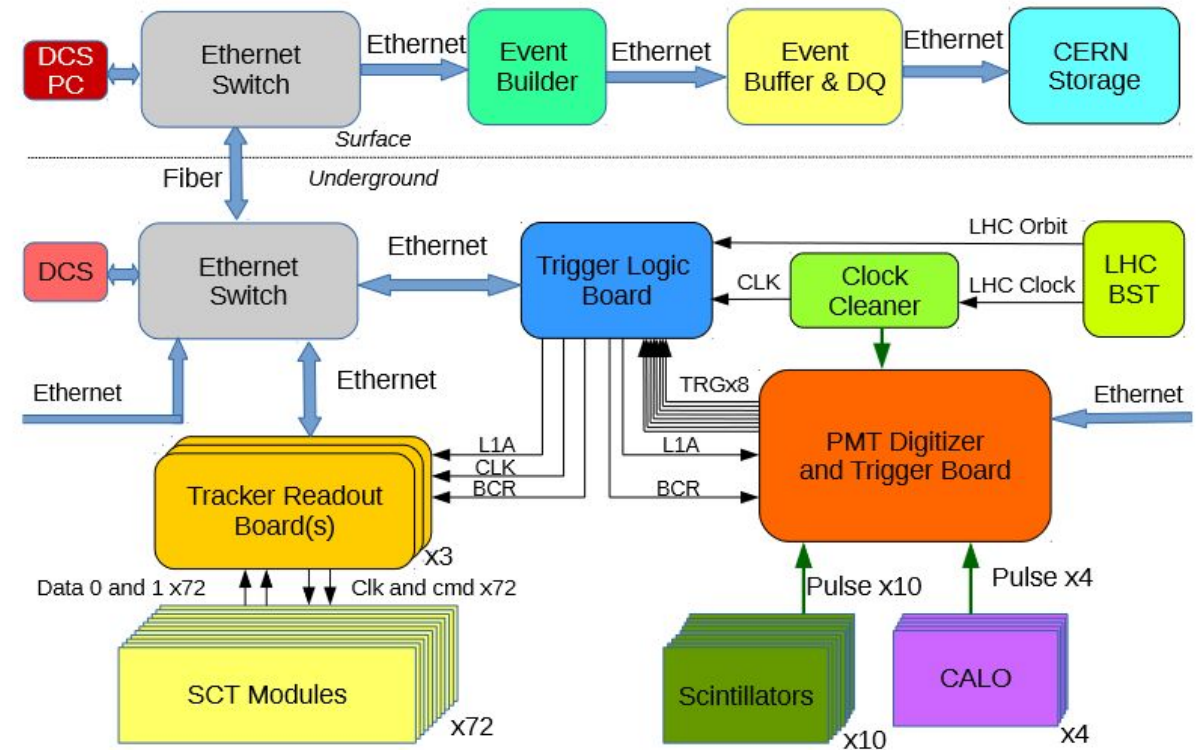 DCS
PC
Ethernet
Switch
Ethernet
Event
Builder
Ethernet
Event
Buffer & DQ
Ethernet
CERN
Storage
Surface
Fiber
Underground
DCS
Ethernet
Switch
Ethernet
Trigger Logic
Board
LHC Orbit
CLK
Clock
Cleaner
LHC Clock
LHC
BST
Ethernet
Ethernet
TRGx8
Ethernet
L1A
CLK
BCR
L1A
BCR
PMT Digitizer
and Trigger Board
Tracker Readout
Board(s)
x3
Data 0 and 1 x72
Clk and cmd x72
Pulse x10
Pulse x4
SCT Modules
x72
Scintillators
x10
CALO
x4